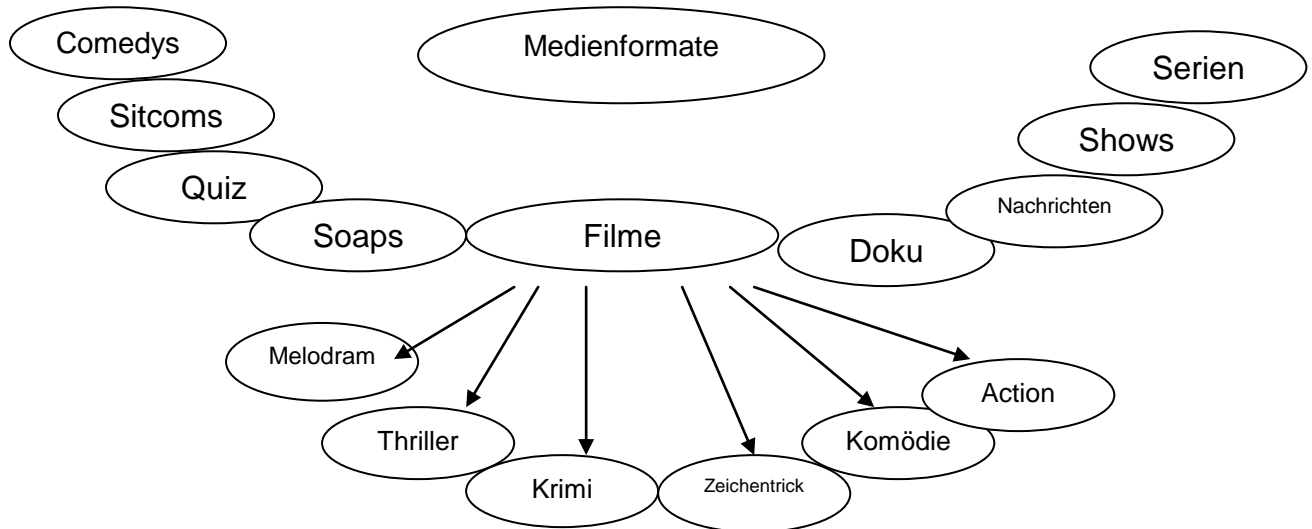 Comedys
Medienformate
Serien
Sitcoms
Shows
Quiz
Nachrichten
Soaps
Filme
Doku
Melodram
Action
Thriller
Komödie
Krimi
Zeichentrick